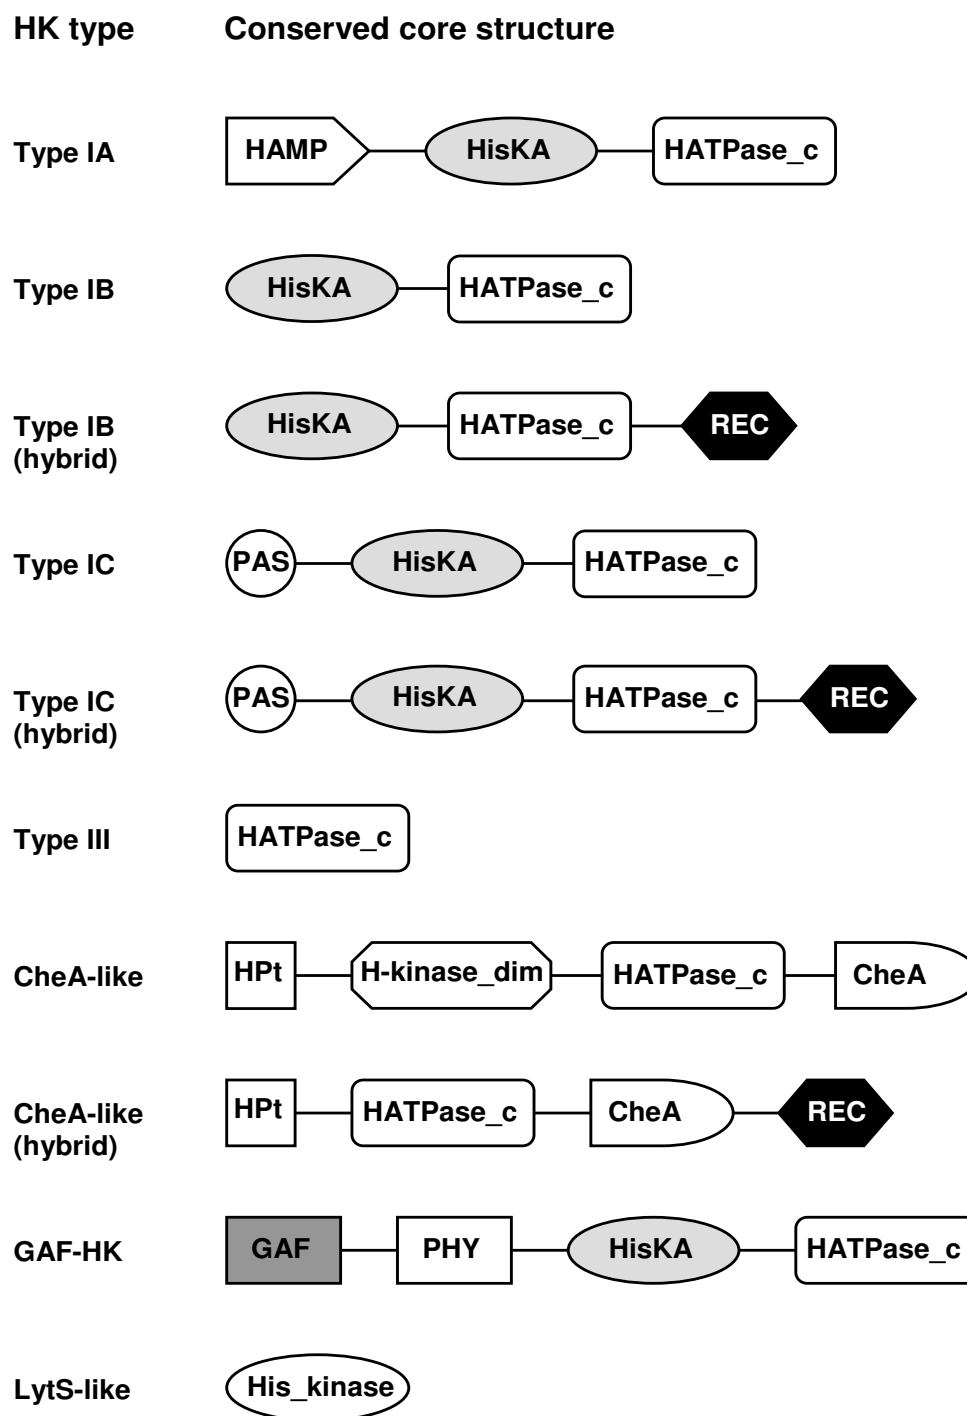 HK type Conserved core structure
Type IA HAMP HisKA HATPase_c
Type IB HisKA HATPase_c
Type IB
(hybrid) HisKA HATPase_c REC
Type IC PAS HisKA HATPase_c
Type IC
(hybrid) PAS HisKA HATPase_c REC
Type III HATPase_c
CheA-like HPt H-kinase_dim HATPase_c CheA
CheA-like
(hybrid) HPt HATPase_c CheA REC
GAF-HK GAF PHY HisKA HATPase_c
LytS-like His_kinase